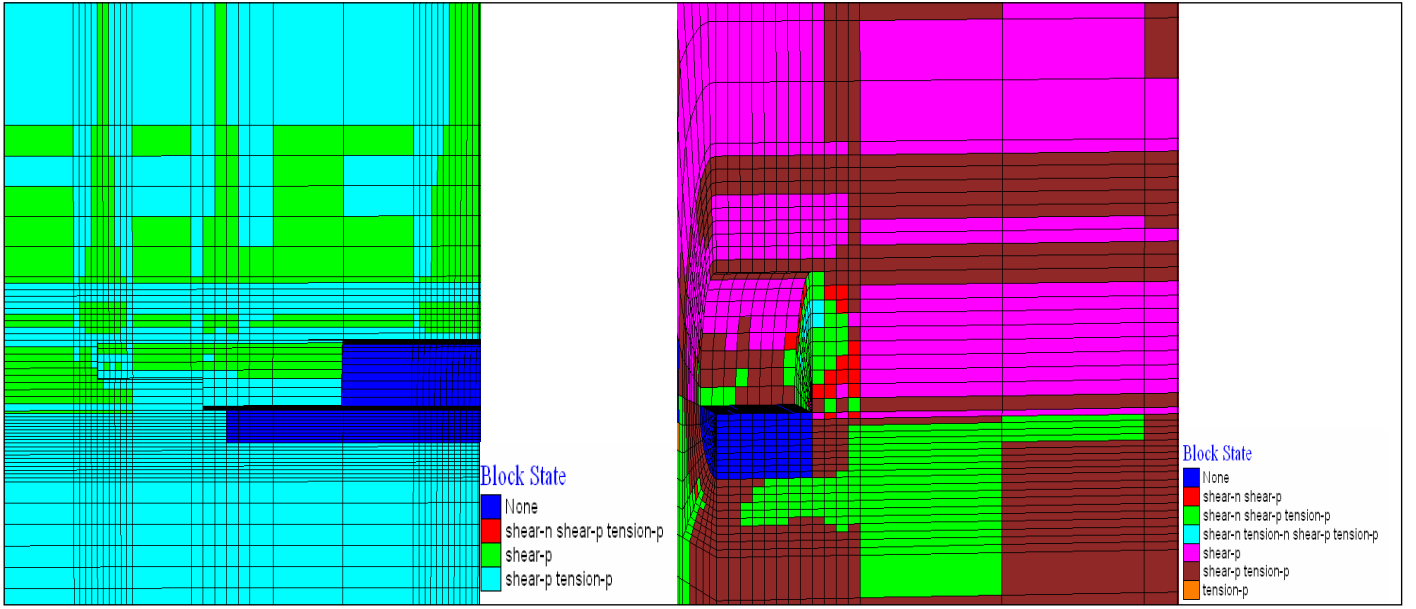 Block State
None
shear-n shear-p tension-p
shear-p
shear-p tension-p
Block State
None
shear-n shear-p
shear-n shear-p tension-p
shear-n tension-n shear-p tension-p
shear-p
shear-p tension-p
tension-p